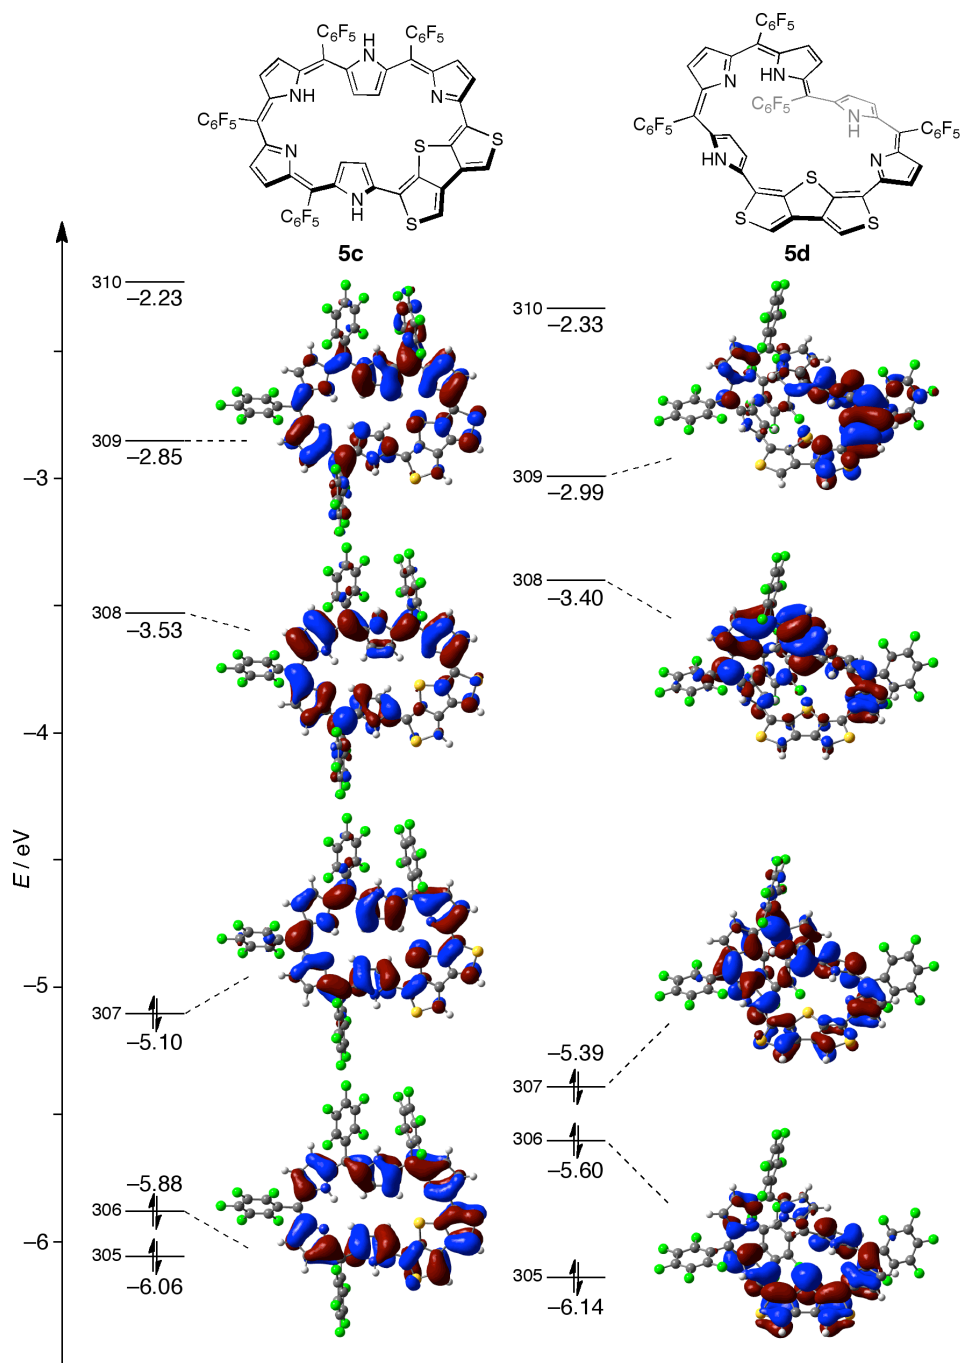 C6F5
H
N
C6F5
NH
N
C6F5
N
S
S
N
H
S
C6F5
5c
C6F5
N
HN
C6F5
N
H
C6F5
C6F5
HN
N
S
S
S
5d
E / eV
−3
−4
−5
−6
310
−2.23
309
−2.85
308
−3.53
307
−5.10
−5.88
306
305
−6.06
310
−2.33
309
−2.99
308
−3.40
−5.39
307
306
−5.60
305
−6.14